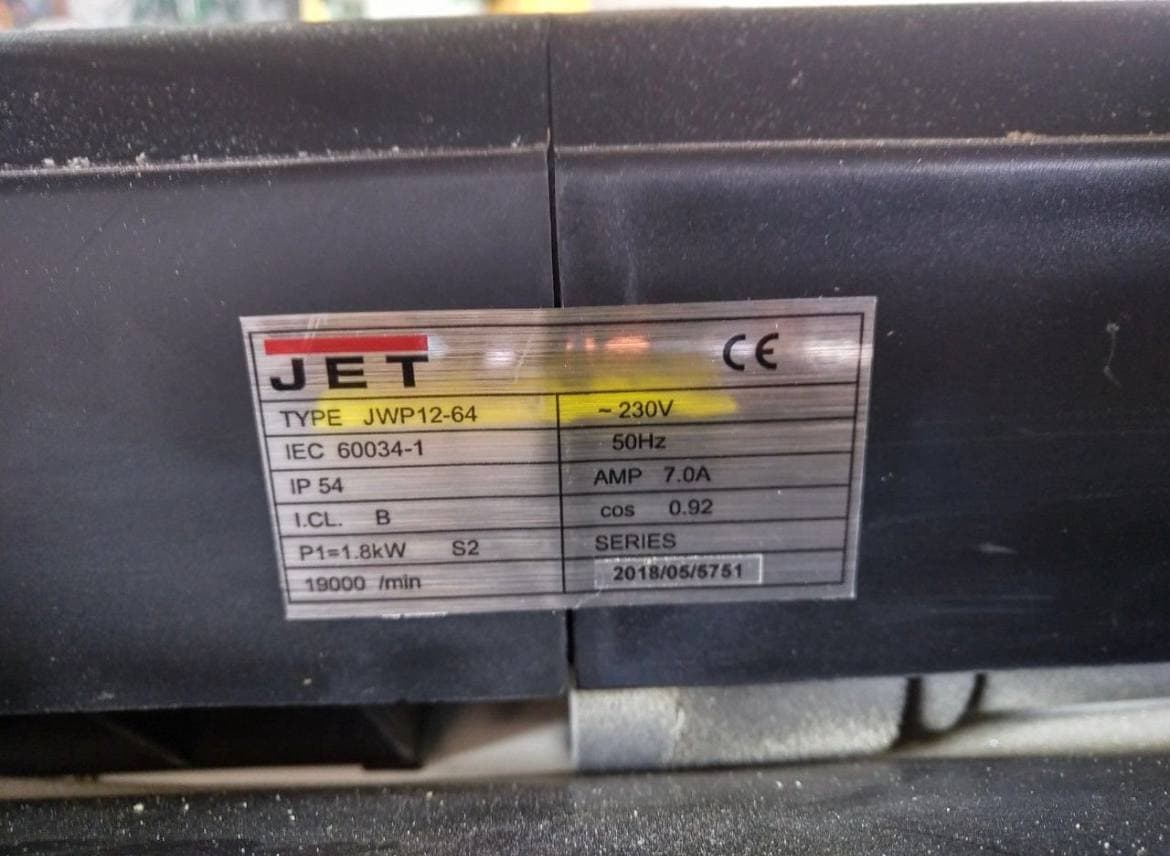 JET CE
TYPE JWP12-64 ~ 230V
IEC 60034-1 50Hz
IP 54 AMP 7.0A
I.CL. B cos 0.92
P1=1.8kW S2 SERIES
19000 /min 2018/05/5751